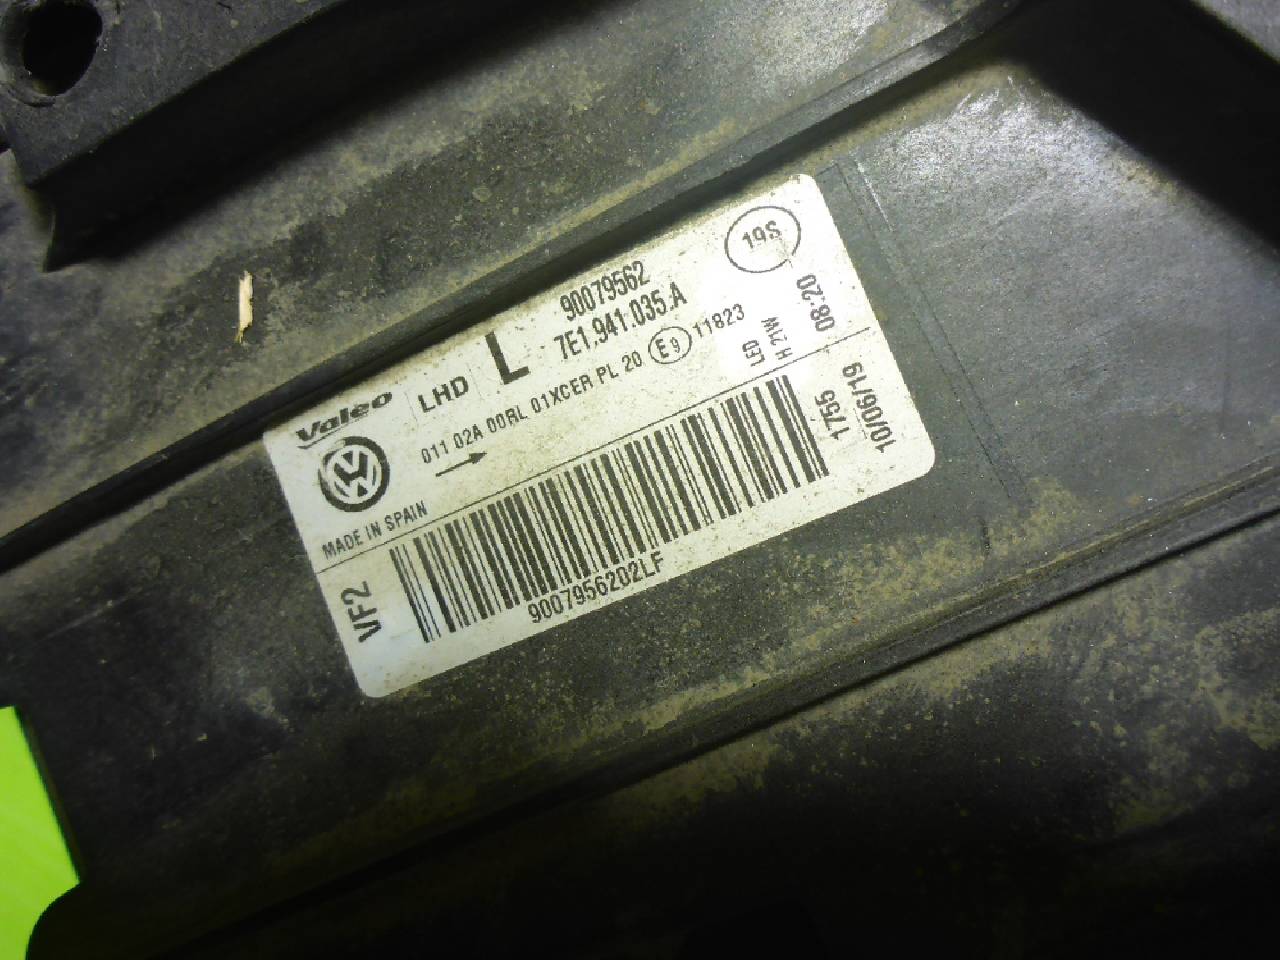 Valeo
LHD
L
90079562
7E1.941.035.A
19S
011 02A 00RL 01XCER PL 20 E9 11823
LED
H 21W
08:20
MADE IN SPAIN
VF2
9007956202LF
1755
10/06/19